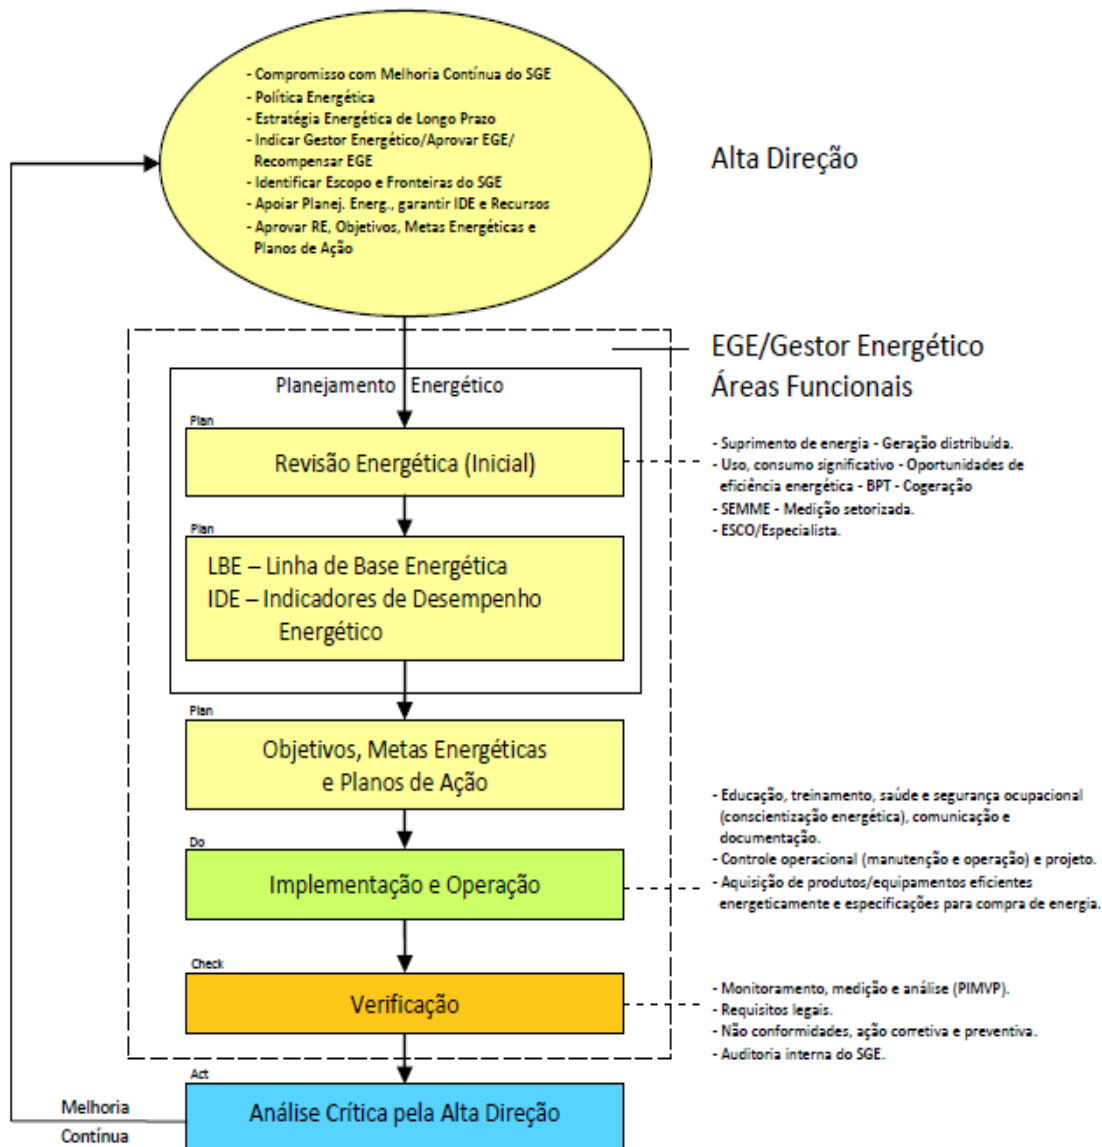 - Compromisso com Melhoria Contínua do SGE
- Política Energética
- Estratégia Energética de Longo Prazo
- Indicar Gestor Energético/Aprovar EGE/
Recompensar EGE
- Identificar Escopo e Fronteiras do SGE
- Apoiar Planej. Energ., garantir IDE e Recursos
- Aprovar RE, Objetivos, Metas Energéticas e
Planos de Ação
Alta Direção
EGE/Gestor Energético
Áreas Funcionais
Planejamento Energético
Plan
Revisão Energética (Inicial)
- Suprimento de energia - Geração distribuída.
- Uso, consumo significativo - Oportunidades de
eficiência energética - BPT - Cogeração
- SEMME - Medição setorizada.
- ESCO/Especialista.
Plan
LBE – Linha de Base Energética
IDE – Indicadores de Desempenho
Energético
Plan
Objetivos, Metas Energéticas
e Planos de Ação
Do
Implementação e Operação
- Educação, treinamento, saúde e segurança ocupacional
(conscientização energética), comunicação e
documentação.
- Controle operacional (manutenção e operação) e projeto.
- Aquisição de produtos/equipamentos eficientes
energeticamente e especificações para compra de energia.
Check
Verificação
- Monitoramento, medição e análise (PIMVP).
- Requisitos legais.
- Não conformidades, ação corretiva e preventiva.
- Auditoria interna do SGE.
Act
Análise Crítica pela Alta Direção
Melhoria
Contínua